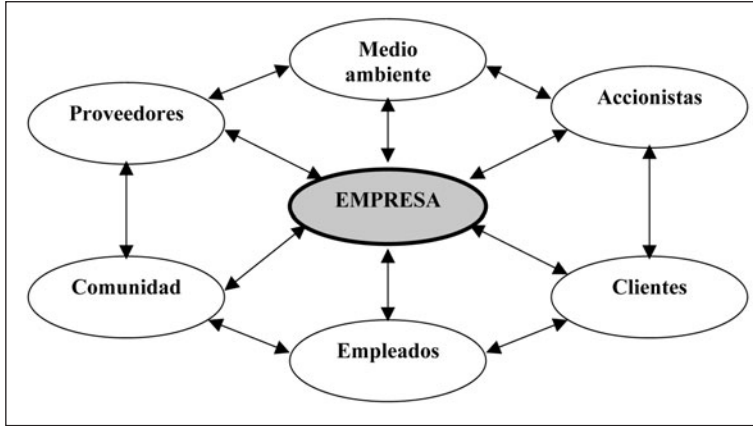 Medio
ambiente
Proveedores
Accionistas
EMPRESA
Comunidad
Clientes
Empleados